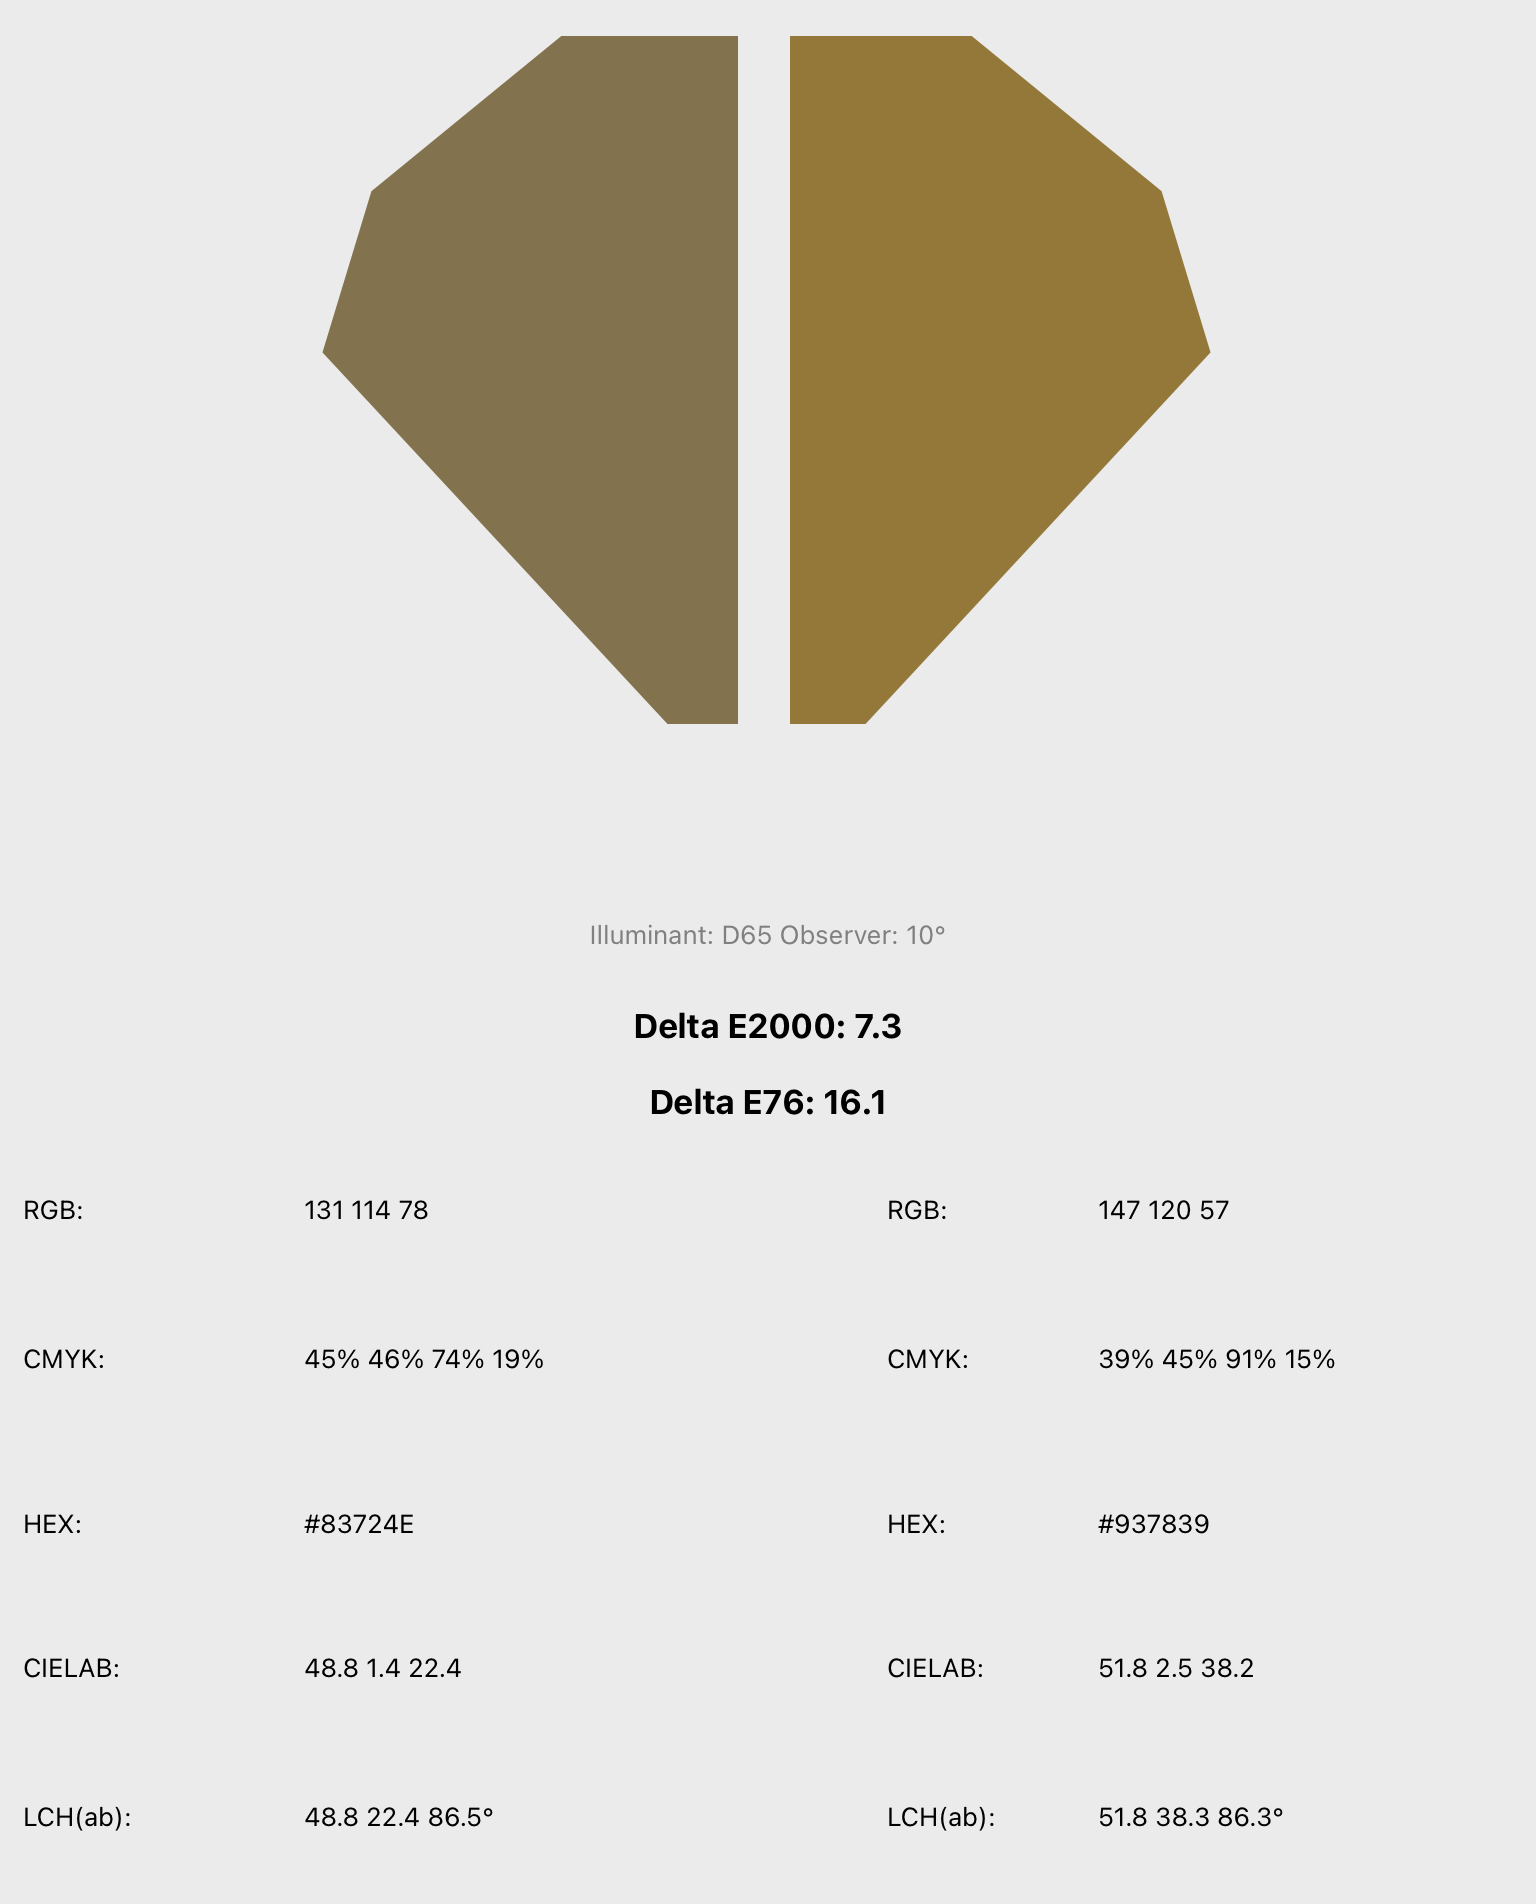 Illuminant: D65 Observer: 10°
Delta E2000: 7.3
Delta E76: 16.1
RGB: 131 114 78 RGB: 147 120 57
CMYK: 45% 46% 74% 19% CMYK: 39% 45% 91% 15%
HEX: #83724E HEX: #937839
CIELAB: 48.8 1.4 22.4 CIELAB: 51.8 2.5 38.2
LCH(ab): 48.8 22.4 86.5° LCH(ab): 51.8 38.3 86.3°